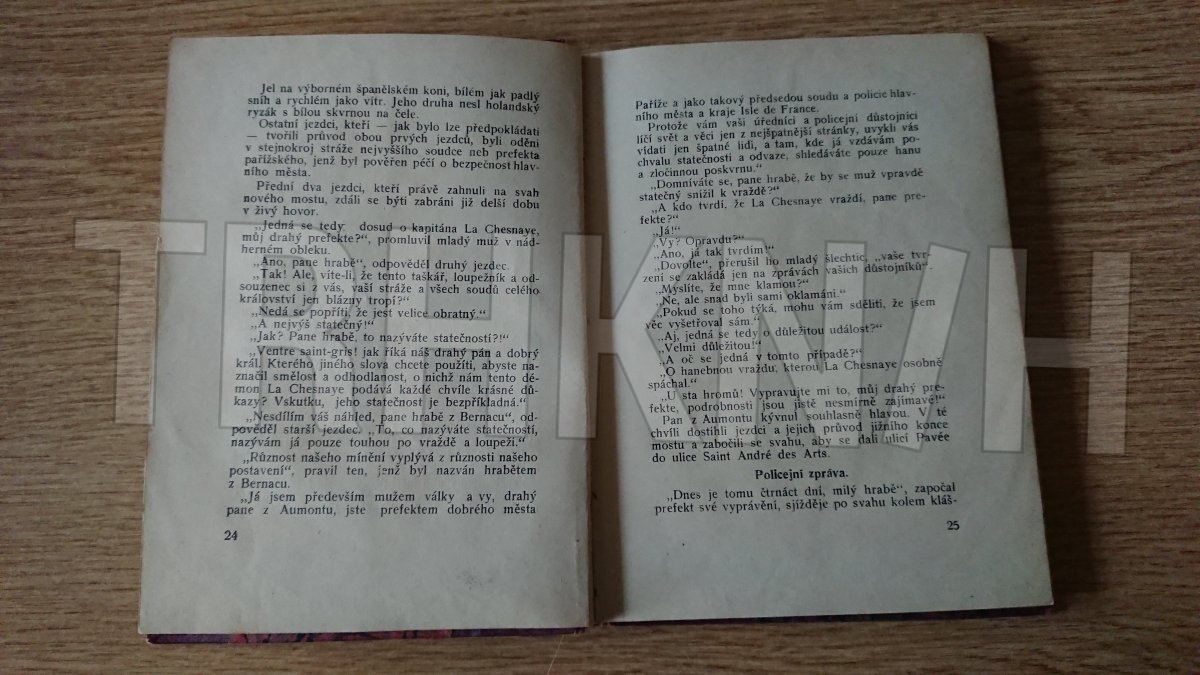 Jel na výborném španělském koni, bílém jak padlý
sníh a rychlém jako vítr. Jeho druha nesl holandský
ryzák s bílou skvrnou na čele.
Ostatní jezdci, kteří — jak bylo lze předpokládati
— tvořili průvod obou prvých jezdců, byli oděni
v stejnokroj stráže nejvyššího soudce neb prefekta
pařížského, jenž byl pověřen péčí o bezpečnost hlav-
ního města.
Přední dva jezdci, kteří právě zahnuli na svah
nového mostu, zdáli se býti zabráni již delší dobu
v živý hovor.
„Jedná se tedy dosud o kapitána La Chesnaye,
můj drahý prefekte?“, promluvil mladý muž v nád-
herném obleku.
„Ano, pane hrabě“, odpověděl druhý jezdec.
„Tak! Ale, víte-li, že tento taškář, loupežník a od-
souzenec si z vás, vaší stráže a všech soudů celého
království jen blázny tropí?“
„Nedá se popříti, že jest velice obratný.“
„A nejvýš statečný!“
„Jak? Pane hrabě, to nazýváte statečností?!“
„Ventre saint-gris! jak říká náš drahý pán a dobrý
král. Kterého jiného slova chcete použíti, abyste na-
značil smělost a odhodlanost, o nichž nám tento dé-
mon La Chesnaye podává každé chvíle krásné dů-
kazy? Vskutku, jeho statečnost je bezpříkladná.“
„Nesdílím váš náhled, pane hrabě z Bernacu“, od-
pověděl starší jezdec. „To, co nazýváte statečností,
nazývám já pouze touhou po vraždě a loupeži.“
„Různost našeho mínění vyplývá z různosti našeho
postavení“, pravil ten, jenž byl nazván hrabětem
z Bernacu.
„Já jsem především mužem války a vy, drahý
pane z Aumontu, jste prefektem dobrého města
24
Paříže a jako takový předsedou soudu a policie hlav-
ního města a kraje Isle de France.
Protože vám vaši úředníci a policejní důstojníci
líčí svět a věci jen z nejšpatnější stránky, uvykli vás
vídati jen špatné lidi, a tam, kde já vzdávám po-
chvalu statečnosti a odvaze, shledáváte pouze hanu
a zločinnou poskvrnu.“
„Domníváte se, pane hrabě, že by se muž vpravdě
statečný snížil k vraždě?“
„A kdo tvrdí, že La Chesnaye vraždí, pane pre-
fekte?“
„Já!“
„Vy? Opravdu?“
„Ano, já tak tvrdím!“
„Dovolte“, přerušil ho mladý šlechtic, „vaše tvr-
zení se zakládá jen na zprávách vašich důstojníků“.
„Myslíte, že mne klamou?“
„Ne, ale snad byli sami oklamáni.“
„Pokud se toho týká, mohu vám sděliti, že jsem
věc vyšetřoval sám.“
„Aj, jedná se tedy o důležitou událost?“
„Velmi důležitou!“
„A oč se jedná v tomto případě?“
„O hanebnou vraždu, kterou La Chesnaye osobně
spáchal.“
„U sta hromů! Vypravujte mi to, můj drahý pre-
fekte, podrobnosti jsou jistě nesmírně zajímavé!“
Pan z Aumontu kývnul souhlasně hlavou. V té
chvíli dostihli jezdci a jejich průvod jižního konce
mostu a zabočili se svahu, aby se dali ulicí Pavée
do ulice Saint André des Arts.
Policejní zpráva.
„Dnes je tomu čtrnáct dní, milý hrabě“, započal
prefekt své vyprávění, sjížděje po svahu kolem kláš-
25
TRHKNIH